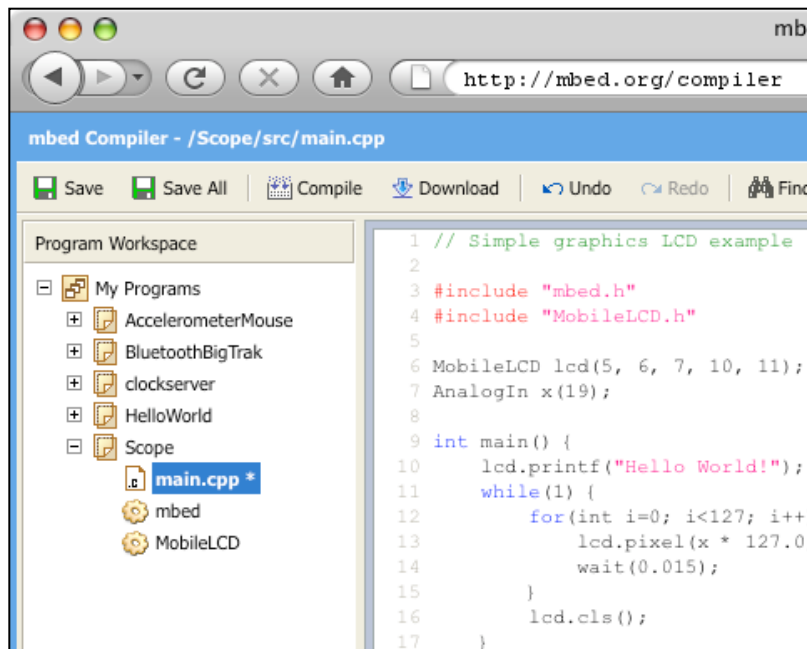 mb
http://mbed.org/compiler
mbed Compiler - /Scope/src/main.cpp
Save Save All Compile Download Undo Redo Find
Program Workspace
My Programs
AccelerometerMouse
BluetoothBigTrak
clockserver
HelloWorld
Scope
.c main.cpp *
mbed
MobileLCD
1 // Simple graphics LCD example
2
3 #include "mbed.h"
4 #include "MobileLCD.h"
5
6 MobileLCD lcd(5, 6, 7, 10, 11);
7 AnalogIn x(19);
8
9 int main() {
10 lcd.printf("Hello World!");
11 while(1) {
12 for(int i=0; i<127; i++
13 lcd.pixel(x * 127.0
14 wait(0.015);
15 }
16 lcd.cls();
17 }